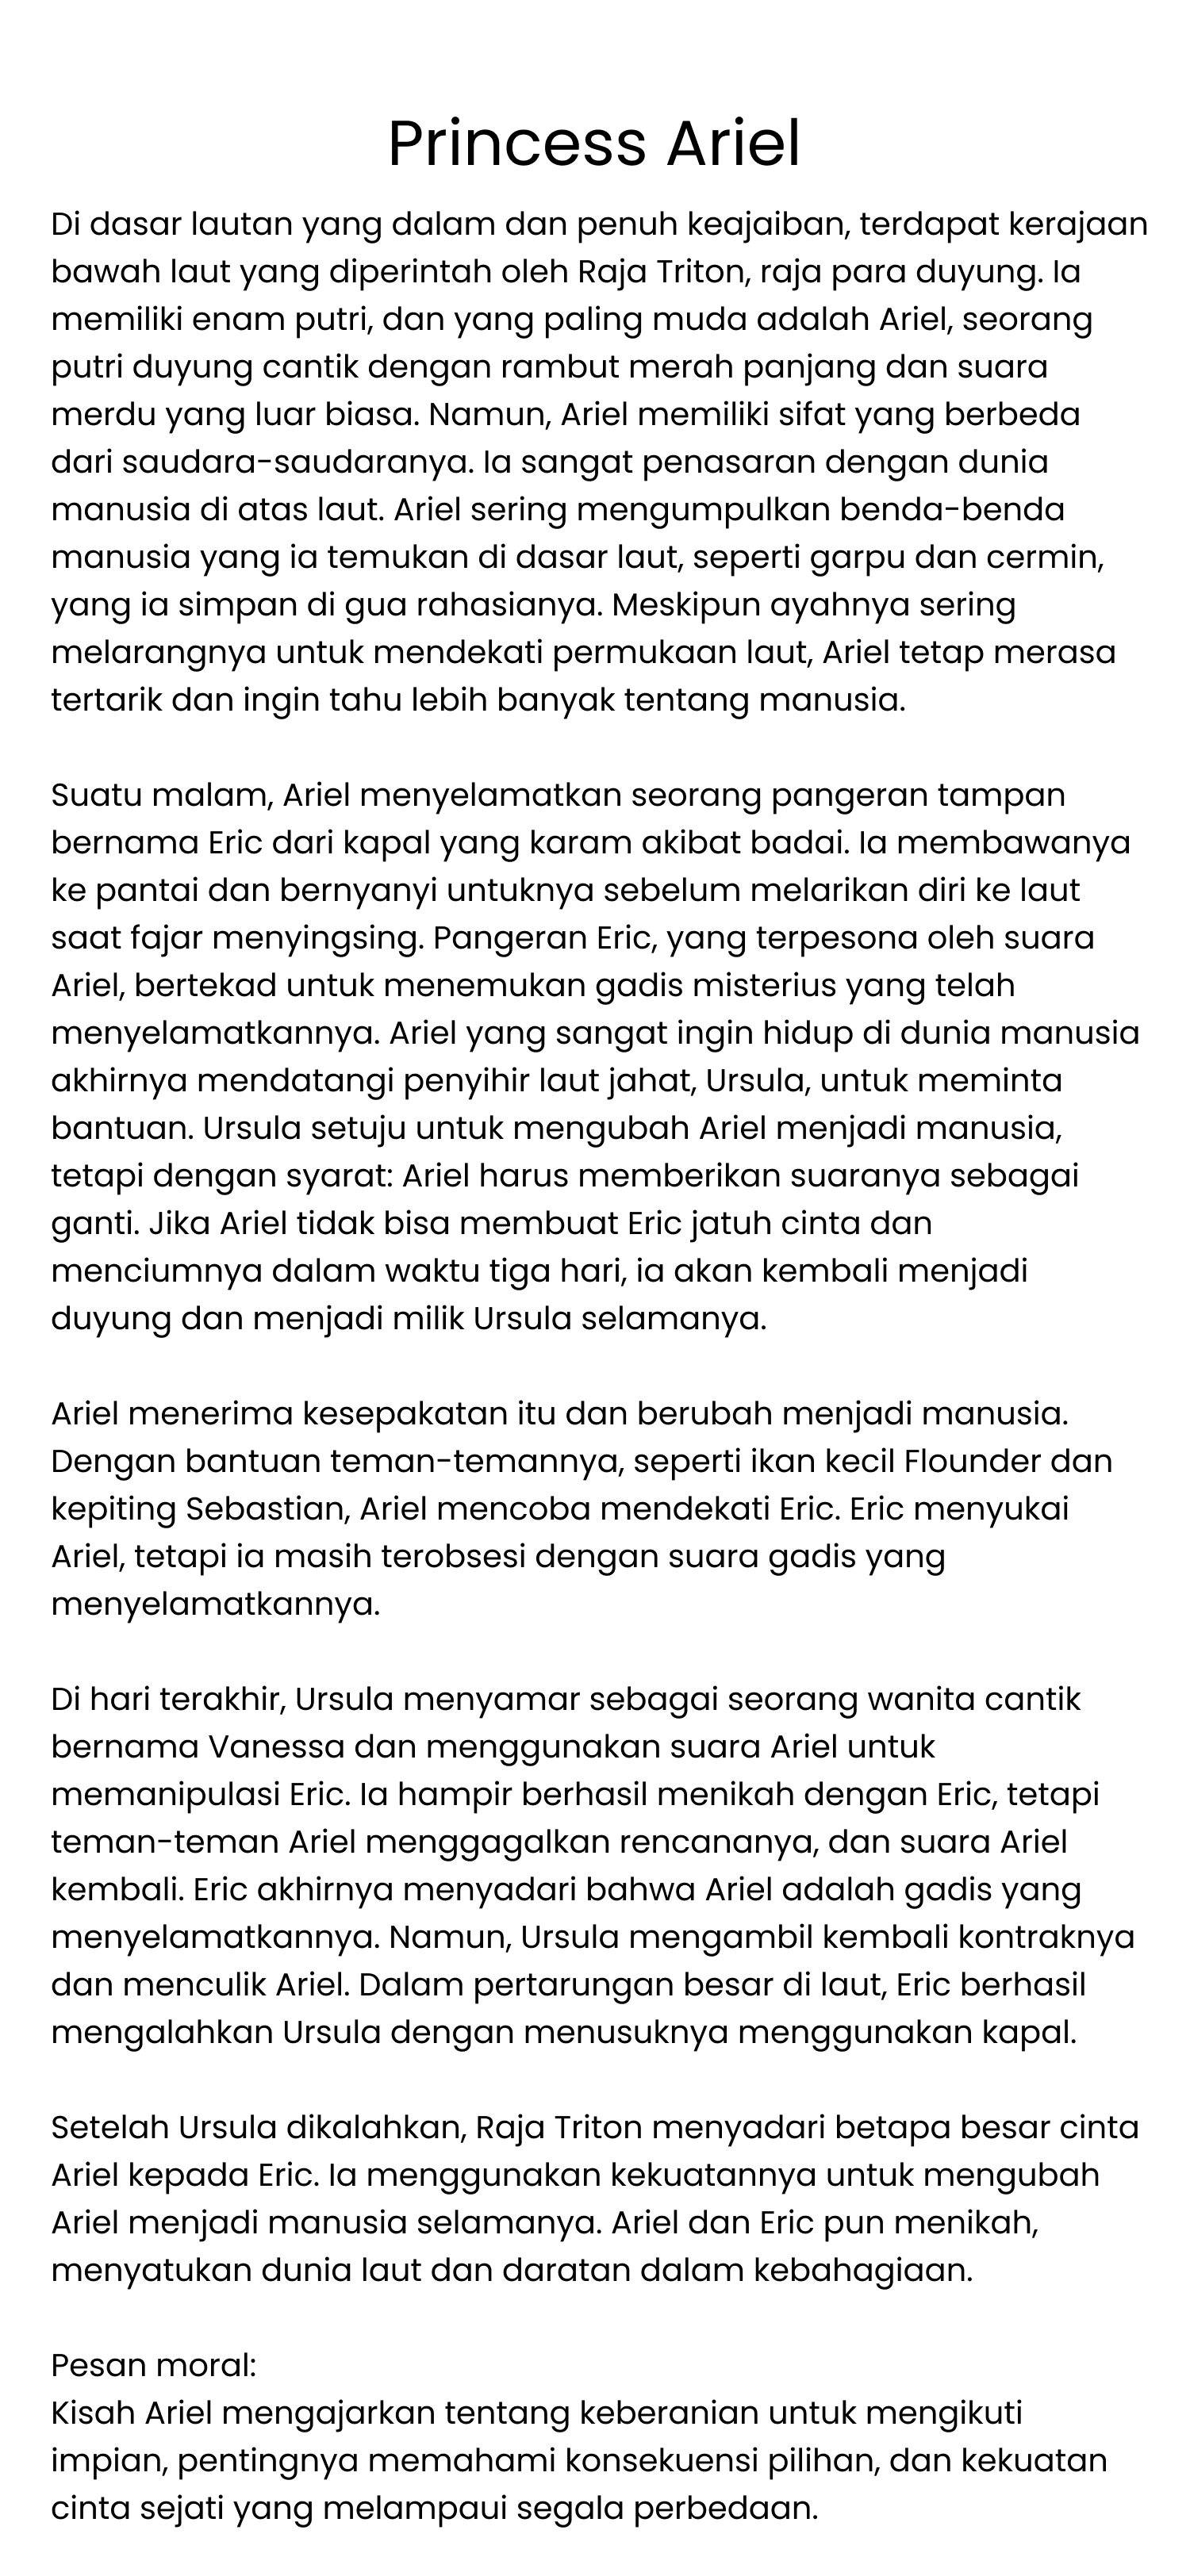 Princess Ariel
Di dasar lautan yang dalam dan penuh keajaiban, terdapat kerajaan
bawah laut yang diperintah oleh Raja Triton, raja para duyung. Ia
memiliki enam putri, dan yang paling muda adalah Ariel, seorang
putri duyung cantik dengan rambut merah panjang dan suara
merdu yang luar biasa. Namun, Ariel memiliki sifat yang berbeda
dari saudara-saudaranya. Ia sangat penasaran dengan dunia
manusia di atas laut. Ariel sering mengumpulkan benda-benda
manusia yang ia temukan di dasar laut, seperti garpu dan cermin,
yang ia simpan di gua rahasianya. Meskipun ayahnya sering
melarangnya untuk mendekati permukaan laut, Ariel tetap merasa
tertarik dan ingin tahu lebih banyak tentang manusia.
Suatu malam, Ariel menyelamatkan seorang pangeran tampan
bernama Eric dari kapal yang karam akibat badai. Ia membawanya
ke pantai dan bernyanyi untuknya sebelum melarikan diri ke laut
saat fajar menyingsing. Pangeran Eric, yang terpesona oleh suara
Ariel, bertekad untuk menemukan gadis misterius yang telah
menyelamatkannya. Ariel yang sangat ingin hidup di dunia manusia
akhirnya mendatangi penyihir laut jahat, Ursula, untuk meminta
bantuan. Ursula setuju untuk mengubah Ariel menjadi manusia,
tetapi dengan syarat: Ariel harus memberikan suaranya sebagai
ganti. Jika Ariel tidak bisa membuat Eric jatuh cinta dan
menciumnya dalam waktu tiga hari, ia akan kembali menjadi
duyung dan menjadi milik Ursula selamanya.
Ariel menerima kesepakatan itu dan berubah menjadi manusia.
Dengan bantuan teman-temannya, seperti ikan kecil Flounder dan
kepiting Sebastian, Ariel mencoba mendekati Eric. Eric menyukai
Ariel, tetapi ia masih terobsesi dengan suara gadis yang
menyelamatkannya.
Di hari terakhir, Ursula menyamar sebagai seorang wanita cantik
bernama Vanessa dan menggunakan suara Ariel untuk
memanipulasi Eric. Ia hampir berhasil menikah dengan Eric, tetapi
teman-teman Ariel menggagalkan rencananya, dan suara Ariel
kembali. Eric akhirnya menyadari bahwa Ariel adalah gadis yang
menyelamatkannya. Namun, Ursula mengambil kembali kontraknya
dan menculik Ariel. Dalam pertarungan besar di laut, Eric berhasil
mengalahkan Ursula dengan menusuknya menggunakan kapal.
Setelah Ursula dikalahkan, Raja Triton menyadari betapa besar cinta
Ariel kepada Eric. Ia menggunakan kekuatannya untuk mengubah
Ariel menjadi manusia selamanya. Ariel dan Eric pun menikah,
menyatukan dunia laut dan daratan dalam kebahagiaan.
Pesan moral:
Kisah Ariel mengajarkan tentang keberanian untuk mengikuti
impian, pentingnya memahami konsekuensi pilihan, dan kekuatan
cinta sejati yang melampaui segala perbedaan.